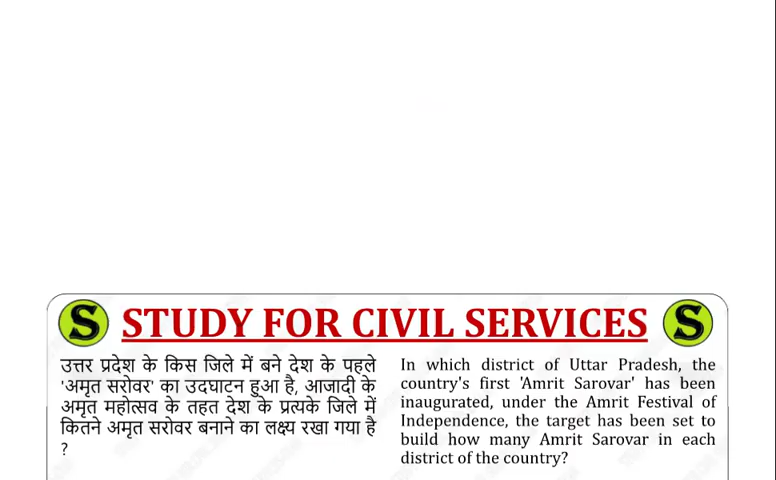 S STUDY FOR CIVIL SERVICES S
उत्तर प्रदेश के किस जिले में बने देश के पहले
'अमृत सरोवर' का उदघाटन हुआ है, आजादी के
अमृत महोत्सव के तहत देश के प्रत्यके जिले में
कितने अमृत सरोवर बनाने का लक्ष्य रखा गया है
?
In which district of Uttar Pradesh, the
country's first 'Amrit Sarovar' has been
inaugurated, under the Amrit Festival of
Independence, the target has been set to
build how many Amrit Sarovar in each
district of the country?